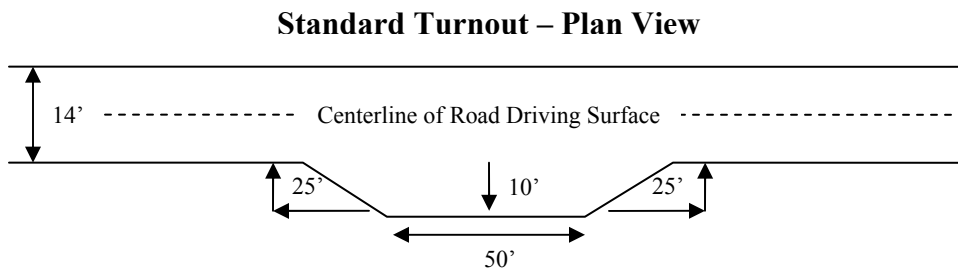 Standard Turnout – Plan View
14’
Centerline of Road Driving Surface
25’
10’
25’
50’